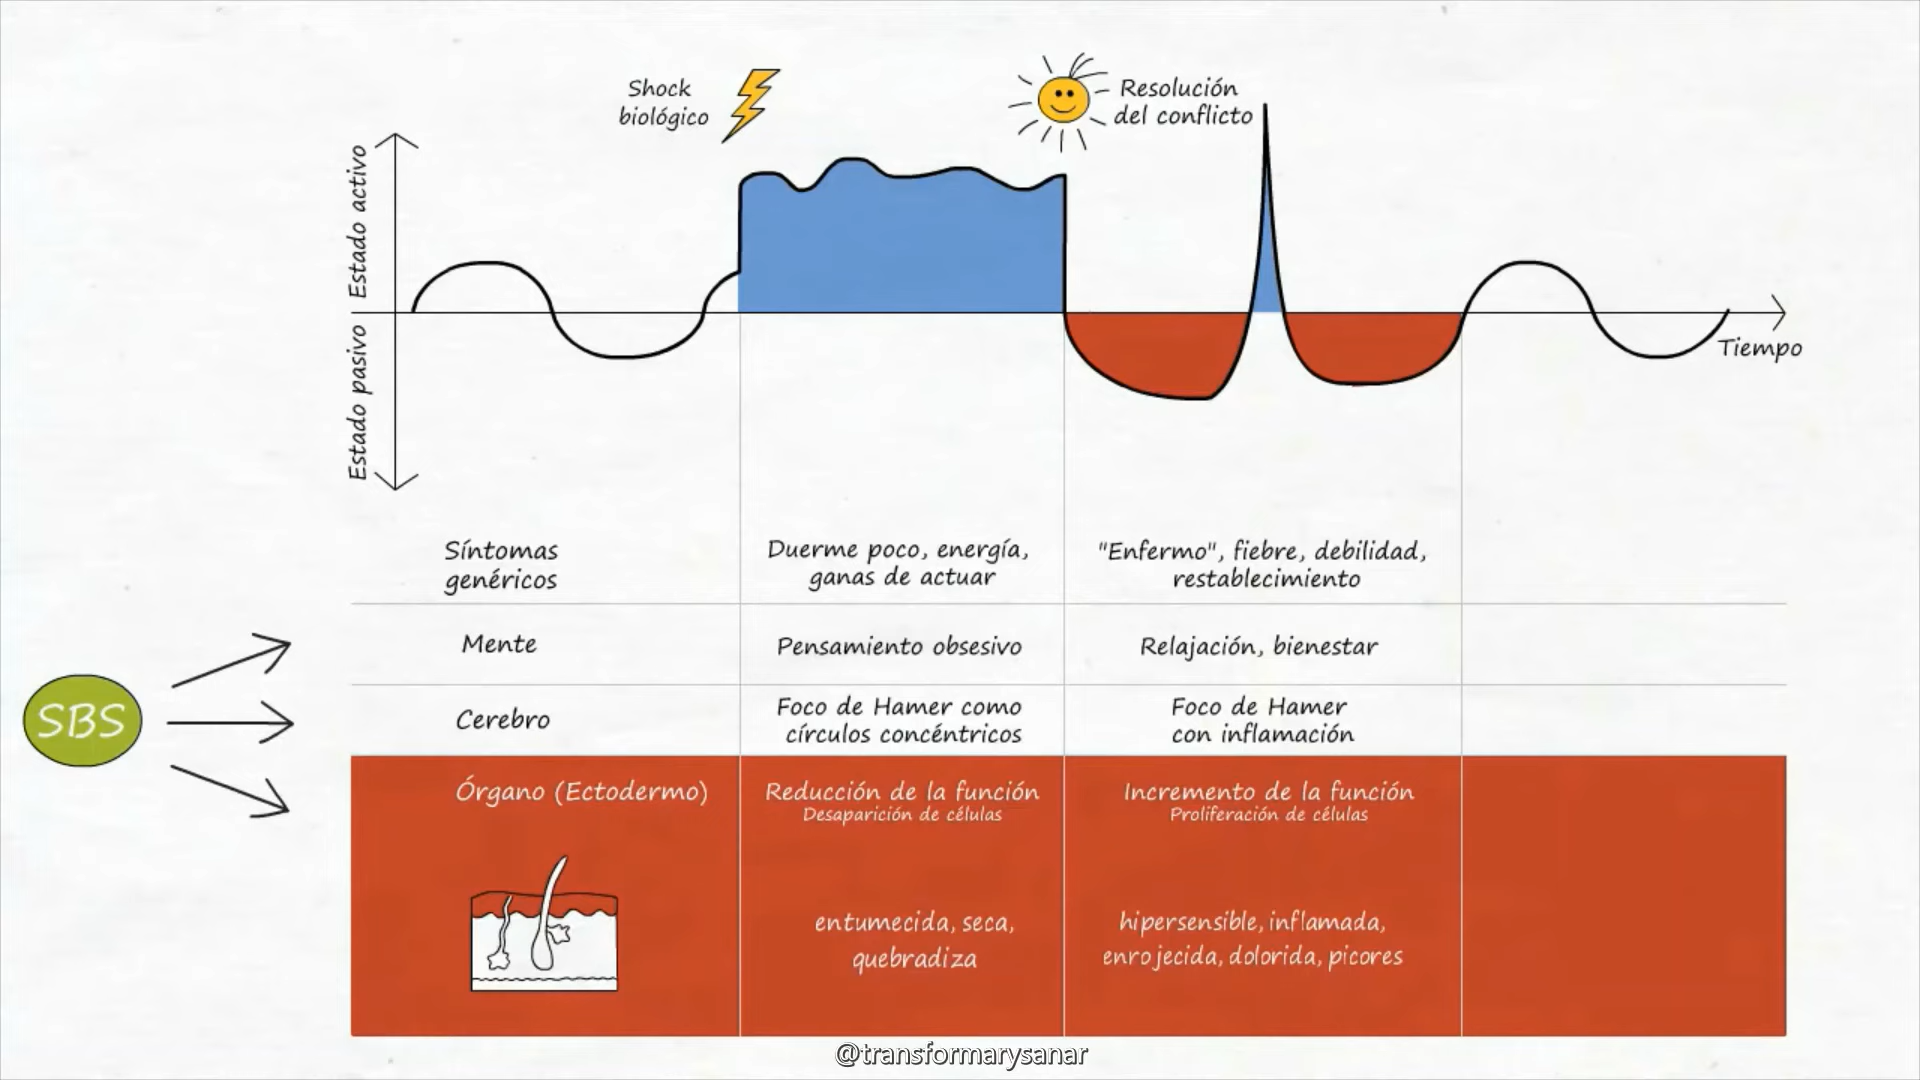 Shock
biológico
Resolución
del conflicto
Estado activo
Estado pasivo
Tiempo
Síntomas
genéricos
Duerme poco, energía,
ganas de actuar
"Enfermo", fiebre, debilidad,
restablecimiento
Mente
Pensamiento obsesivo
Relajación, bienestar
SBS
Cerebro
Foco de Hamer como
círculos concéntricos
Foco de Hamer
con inflamación
Órgano (Ectodermo)
Reducción de la función
Desaparición de células
Incremento de la función
Proliferación de células
entumecida, seca,
quebradiza
hipersensible, inflamada,
enrojecida, dolorida, picores
@transformarysanar